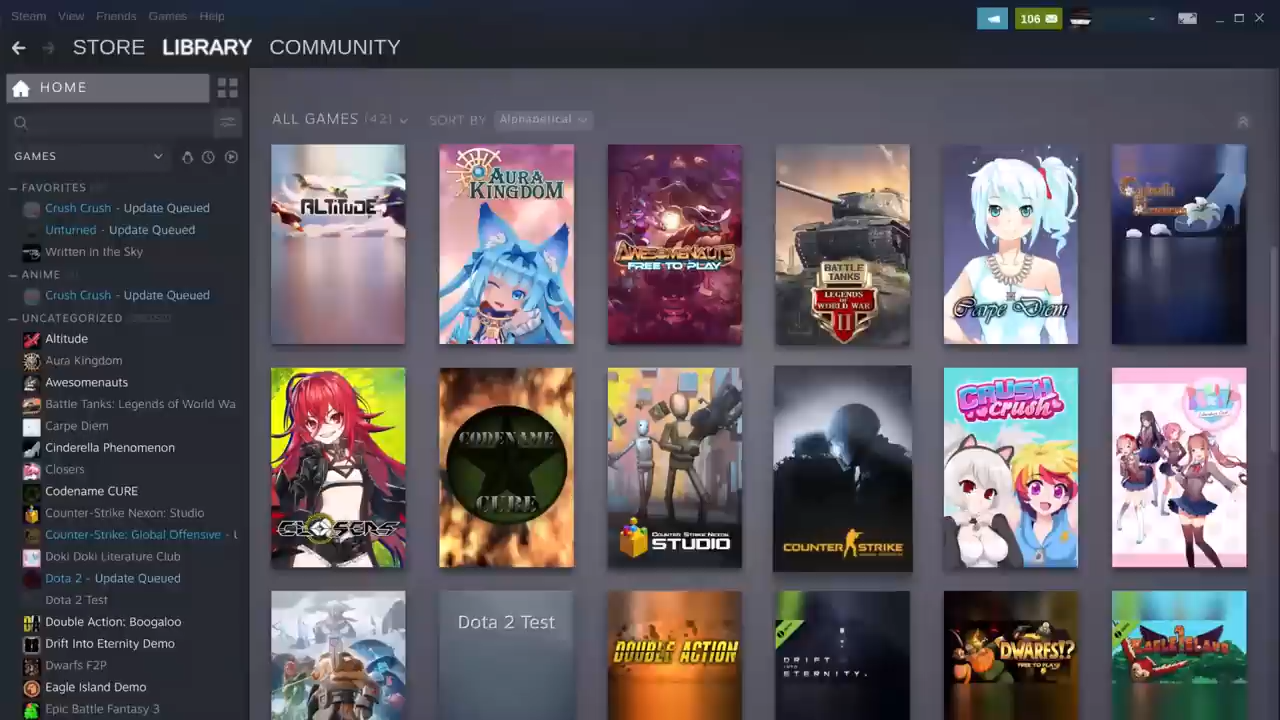 Steam View Friends Games Help
106
STORE LIBRARY COMMUNITY
HOME
ALL GAMES (42) SORT BY Alphabetical
GAMES
FAVORITES
Crush Crush - Update Queued
Unturned - Update Queued
Written in the Sky
ANIME
Crush Crush - Update Queued
UNCATEGORIZED
Altitude
Aura Kingdom
Awesomenauts
Battle Tanks: Legends of World Wa
Carpe Diem
Cinderella Phenomenon
Closers
Codename CURE
Counter-Strike Nexon: Studio
Counter-Strike: Global Offensive - U
Doki Doki Literature Club
Dota 2 - Update Queued
Dota 2 Test
Double Action: Boogaloo
Drift Into Eternity Demo
Dwarfs F2P
Eagle Island Demo
Epic Battle Fantasy 3
ALTITUDE
AURA
KINGDOM
AWESOMENAUTS
FREE TO PLAY
BATTLE
TANKS
LEGENDS
OF
WORLD WAR
II
Carpe Diem
CLOSERS
CODENAME
CURE
COUNTER STRIKE NEXON
STUDIO
COUNTER STRIKE
CRUSH
Crush
Dota 2 Test
DOUBLE ACTION
DRIFT
INTO
ETERNITY.
DWARFS!?
FREE TO PLAY
EAGLE ISLAND